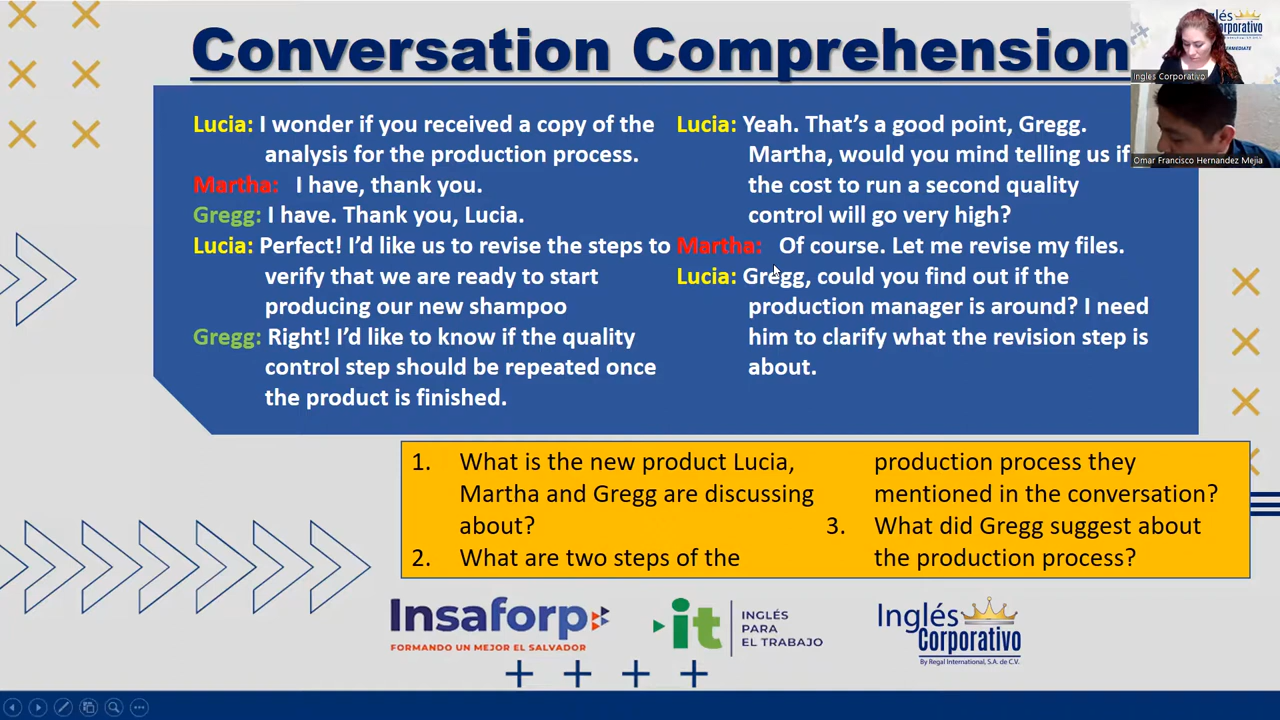 Conversation Comprehension
Lucia: I wonder if you received a copy of the
analysis for the production process.
Martha: I have, thank you.
Gregg: I have. Thank you, Lucia.
Lucia: Perfect! I'd like us to revise the steps to
verify that we are ready to start
producing our new shampoo
Gregg: Right! I'd like to know if the quality
control step should be repeated once
the product is finished.
Lucia: Yeah. That's a good point, Gregg.
Martha, would you mind telling us if
the cost to run a second quality
control will go very high?
Martha: Of course. Let me revise my files.
Lucia: Gregg, could you find out if the
production manager is around? I need
him to clarify what the revision step is
about.
1. What is the new product Lucia,
Martha and Gregg are discussing
about?
2. What are two steps of the
production process they
mentioned in the conversation?
3. What did Gregg suggest about
the production process?
Insaforp
FORMANDO UN MEJOR EL SALVADOR
it
INGLÉS
PARA
EL TRABAJO
Inglés
Corporativo
By Regal International, S.A. de C.V.
Ingles Corporativo
Omar Francisco Hernandez Mejia